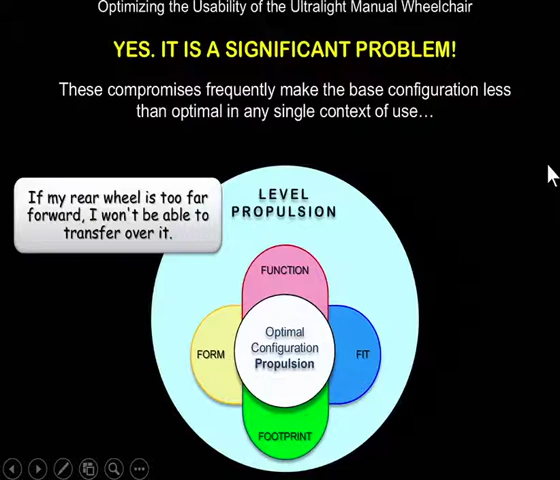 Optimizing the Usability of the Ultralight Manual Wheelchair
YES. IT IS A SIGNIFICANT PROBLEM!
These compromises frequently make the base configuration less
than optimal in any single context of use…
If my rear wheel is too far
forward, I won't be able to
transfer over it.
LEVEL
PROPULSION
FUNCTION
FORM
Optimal
Configuration
Propulsion
FIT
FOOTPRINT